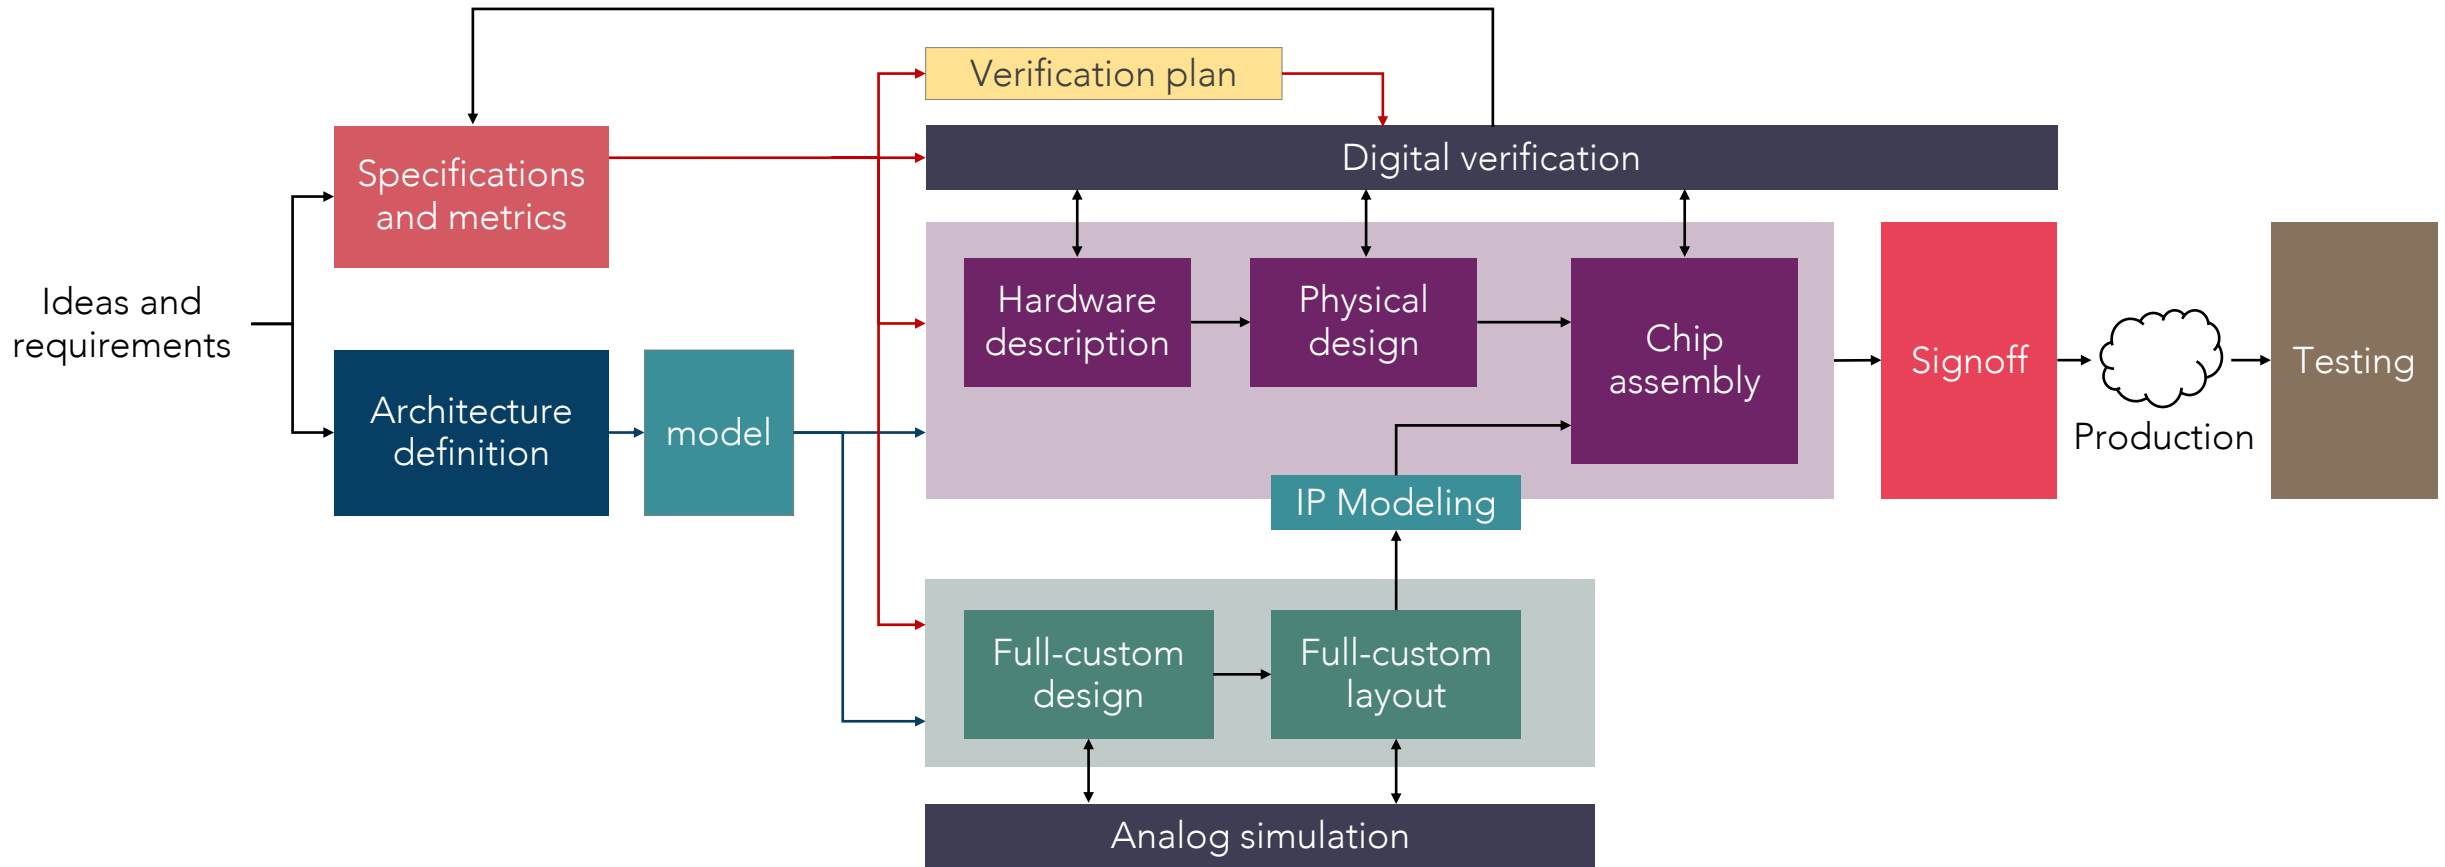 Verification plan
Digital verification
Specifications
and metrics
Ideas and
requirements
Architecture
definition
model
Hardware
description
Physical
design
Chip
assembly
Signoff
Production
Testing
IP Modeling
Full-custom
design
Full-custom
layout
Analog simulation